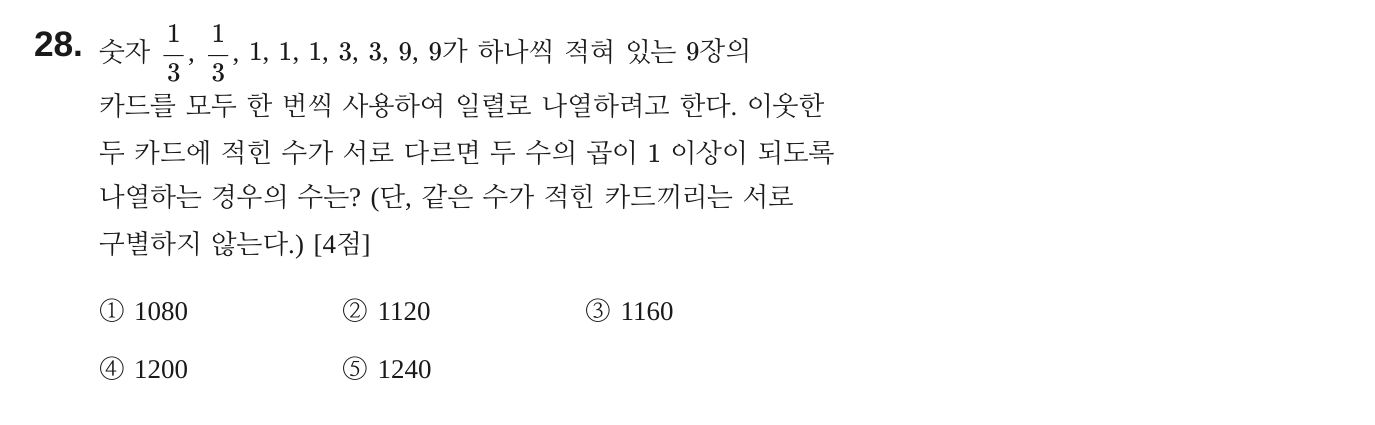 28. 숫자 1/3, 1/3, 1, 1, 1, 3, 3, 9, 9가 하나씩 적혀 있는 9장의
카드를 모두 한 번씩 사용하여 일렬로 나열하려고 한다. 이웃한
두 카드에 적힌 수가 서로 다르면 두 수의 곱이 1 이상이 되도록
나열하는 경우의 수는? (단, 같은 수가 적힌 카드끼리는 서로
구별하지 않는다.) [4점]
① 1080 ② 1120 ③ 1160
④ 1200 ⑤ 1240